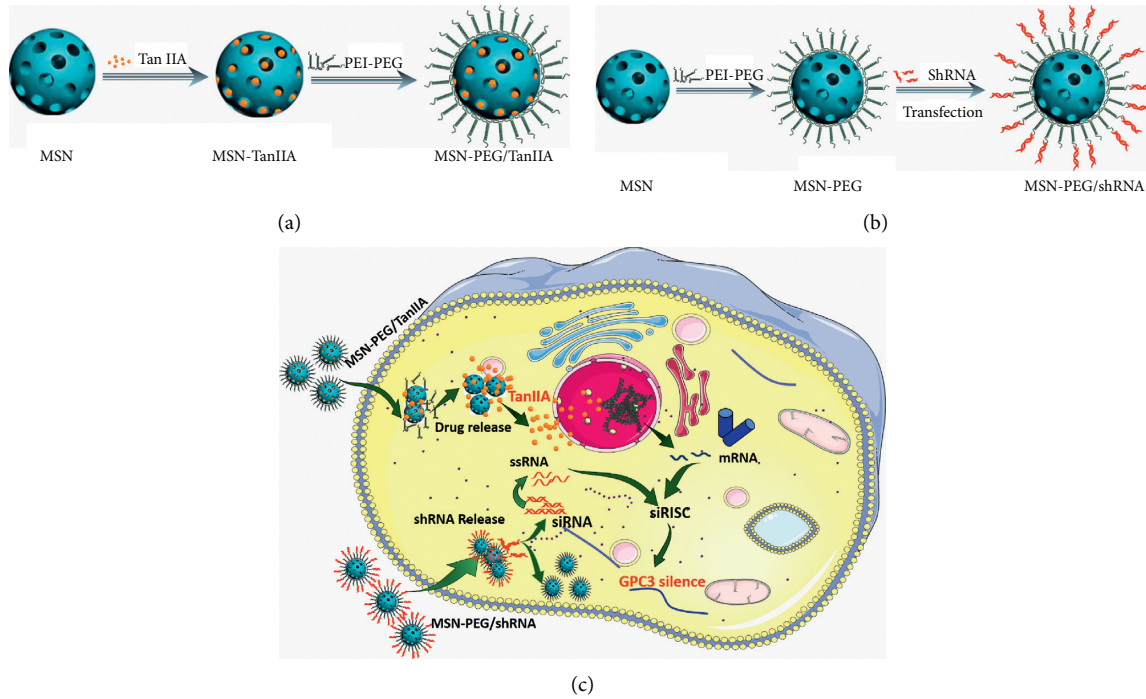 Tan IIA
PEI-PEG
MSN
MSN-TanIIA
MSN-PEG/TanIIA
(a)
PEI-PEG
ShRNA
Transfection
MSN
MSN-PEG
MSN-PEG/shRNA
(b)
MSN-PEG/TanIIA
TanIIA
Drug release
ssRNA
mRNA
shRNA Release
siRNA
siRISC
GPC3 silence
MSN-PEG/shRNA
(c)